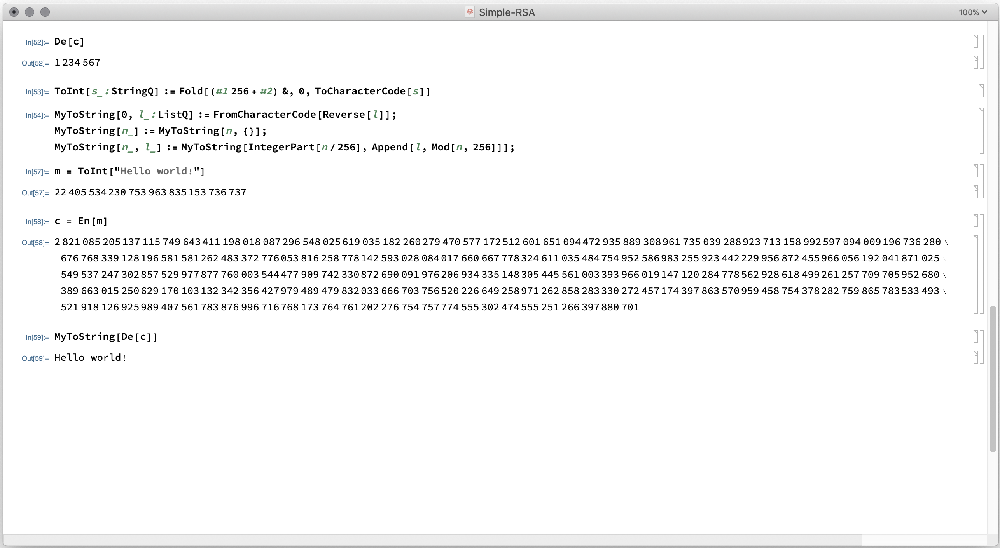 Simple-RSA
100%
In[52]:= De[c]
Out[52]= 1 234 567
In[53]:= ToInt[s_:StringQ] := Fold[(#1 256 + #2) &, 0, ToCharacterCode[s]]
In[54]:= MyToString[0, l_:ListQ] := FromCharacterCode[Reverse[l]];
MyToString[n_] := MyToString[n, {}];
MyToString[n_, l_] := MyToString[IntegerPart[n / 256], Append[l, Mod[n, 256]]];
In[57]:= m = ToInt["Hello world!"]
Out[57]= 22 405 534 230 753 963 835 153 736 737
In[58]:= c = En[m]
Out[58]= 2 821 085 205 137 115 749 643 411 198 018 087 296 548 025 619 035 182 260 279 470 577 172 512 601 651 094 472 935 889 308 961 735 039 288 923 713 158 992 597 094 009 196 736 280 ⋱
676 768 339 128 196 581 581 262 483 372 776 053 816 258 778 142 593 028 084 017 660 667 778 324 611 035 484 754 952 586 983 255 923 442 229 956 872 455 966 056 192 041 871 025 ⋱
549 537 247 302 857 529 977 877 760 003 544 477 909 742 330 872 690 091 976 206 934 335 148 305 445 561 003 393 966 019 147 120 284 778 562 928 618 499 261 257 709 705 952 680 ⋱
389 663 015 250 629 170 103 132 342 356 427 979 489 479 832 033 666 703 756 520 226 649 258 971 262 858 283 330 272 457 174 397 863 570 959 458 754 378 282 759 865 783 533 493 ⋱
521 918 126 925 989 407 561 783 876 996 716 768 173 764 761 202 276 754 757 774 555 302 474 555 251 266 397 880 701
In[59]:= MyToString[De[c]]
Out[59]= Hello world!